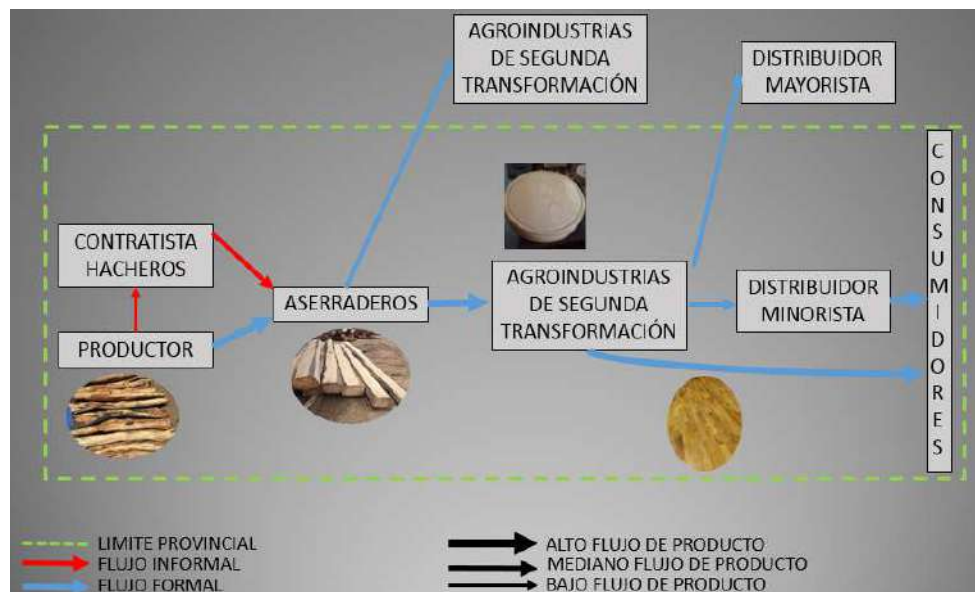 AGROINDUSTRIAS
DE SEGUNDA
TRANSFORMACIÓN
DISTRIBUIDOR
MAYORISTA
CONTRATISTA
HACHEROS
PRODUCTOR
ASERRADEROS
AGROINDUSTRIAS
DE SEGUNDA
TRANSFORMACIÓN
DISTRIBUIDOR
MINORISTA
CONSUMIDORES
LIMITE PROVINCIAL
FLUJO INFORMAL
FLUJO FORMAL
ALTO FLUJO DE PRODUCTO
MEDIANO FLUJO DE PRODUCTO
BAJO FLUJO DE PRODUCTO